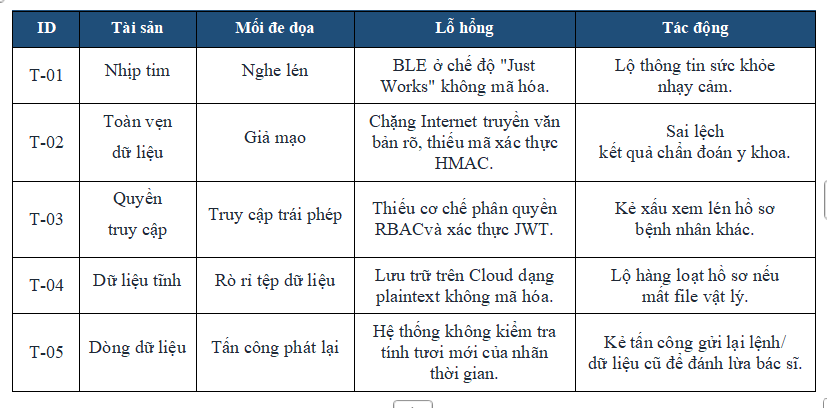 ID Tài sản Mối đe dọa Lỗ hổng Tác động
T-01
Nhịp tim
Nghe lén
BLE ở chế độ "Just
Works" không mã hóa.
Lộ thông tin sức khỏe
nhạy cảm.
T-02
Toàn vẹn
dữ liệu
Giả mạo
Chặng Internet truyền văn
bản rõ, thiếu mã xác thực
HMAC.
Sai lệch
kết quả chẩn đoán y khoa.
T-03
Quyền
truy cập
Truy cập trái phép
Thiếu cơ chế phân quyền
RBACvà xác thực JWT.
Kẻ xấu xem lén hồ sơ
bệnh nhân khác.
T-04
Dữ liệu tĩnh
Rò rỉ tệp dữ liệu
Lưu trữ trên Cloud dạng
plaintext không mã hóa.
Lộ hàng loạt hồ sơ nếu
mất file vật lý.
T-05
Dòng dữ liệu
Tấn công phát lại
Hệ thống không kiểm tra
tính tươi mới của nhãn
thời gian.
Kẻ tấn công gửi lại lệnh/
dữ liệu cũ để đánh lừa bác sĩ.